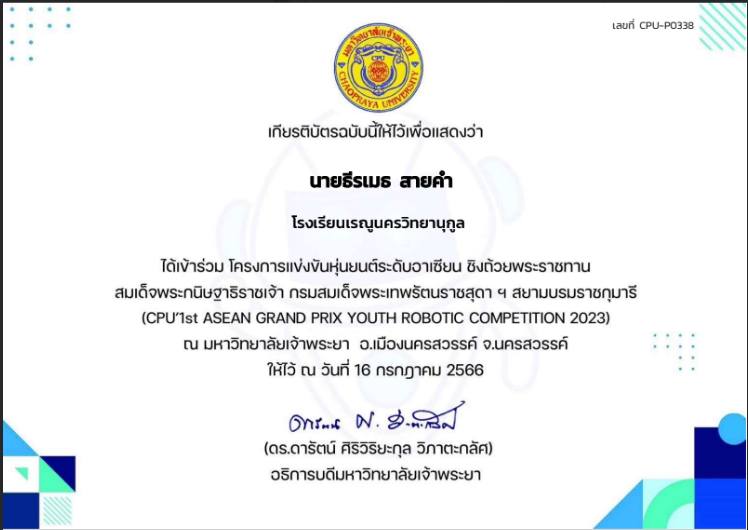 เลขที่ CPU-P0338
มหาวิทยาลัยเจ้าพระยา
CPU
CHAOPRAYA UNIVERSITY
เกียรติบัตรฉบับนี้ให้ไว้เพื่อแสดงว่า
นายธีรเมธ สายคำ
โรงเรียนเรณูนครวิทยานุกูล
ได้เข้าร่วม โครงการแข่งขันหุ่นยนต์ระดับอาเซียน ชิงถ้วยพระราชทาน
สมเด็จพระกนิษฐาธิราชเจ้า กรมสมเด็จพระเทพรัตนราชสุดา ฯ สยามบรมราชกุมารี
(CPU'1st ASEAN GRAND PRIX YOUTH ROBOTIC COMPETITION 2023)
ณ มหาวิทยาลัยเจ้าพระยา อ.เมืองนครสวรรค์ จ.นครสวรรค์
ให้ไว้ ณ วันที่ 16 กรกฎาคม 2566
(ดร.ดารัตน์ ศิริวิริยะกุล วิภาตะกลัศ)
อธิการบดีมหาวิทยาลัยเจ้าพระยา